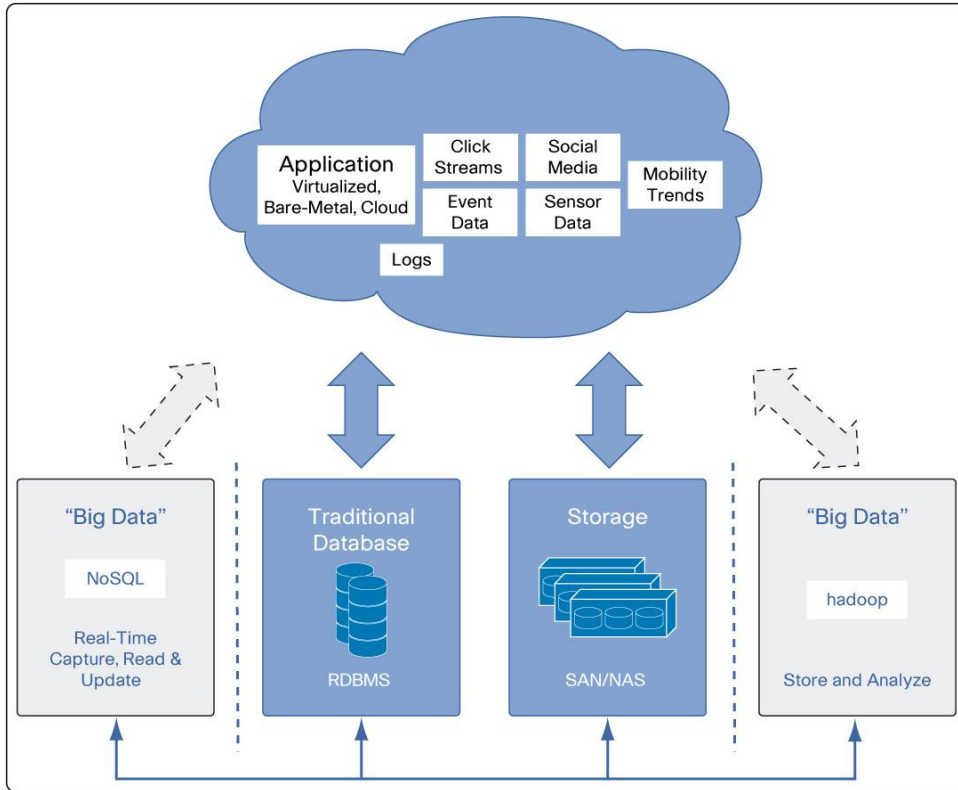 Application
Virtualized,
Bare-Metal, Cloud
Click
Streams
Social
Media
Mobility
Trends
Event
Data
Sensor
Data
Logs
“Big Data”
NoSQL
Real-Time
Capture, Read &
Update
Traditional
Database
RDBMS
Storage
SAN/NAS
“Big Data”
hadoop
Store and Analyze